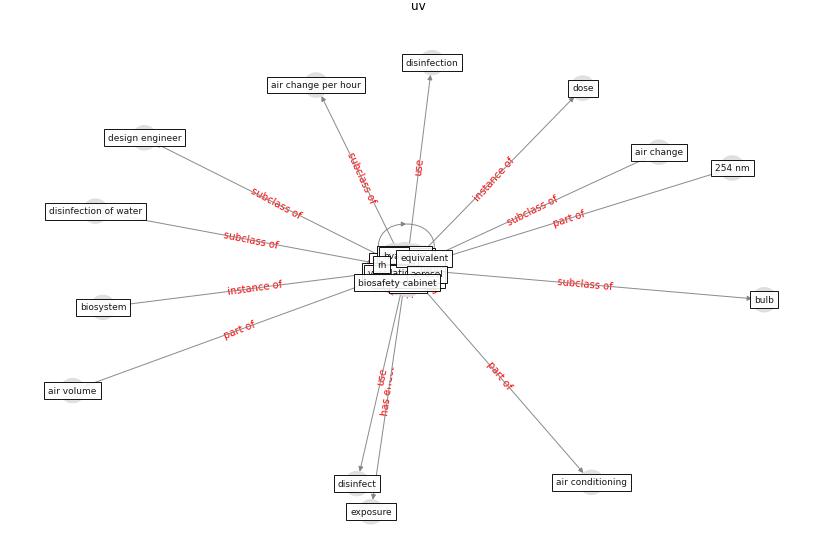 uv
disinfection
air change per hour
dose
design engineer
air change
254 nm
subclass of
use
instance of
subclass of
subclass of
part of
disinfection of water
subclass of
equivalent
rh
biosafety cabinet
subclass of
bulb
instance of
biosystem
part of
air volume
use
has
part of
disinfect
air conditioning
exposure